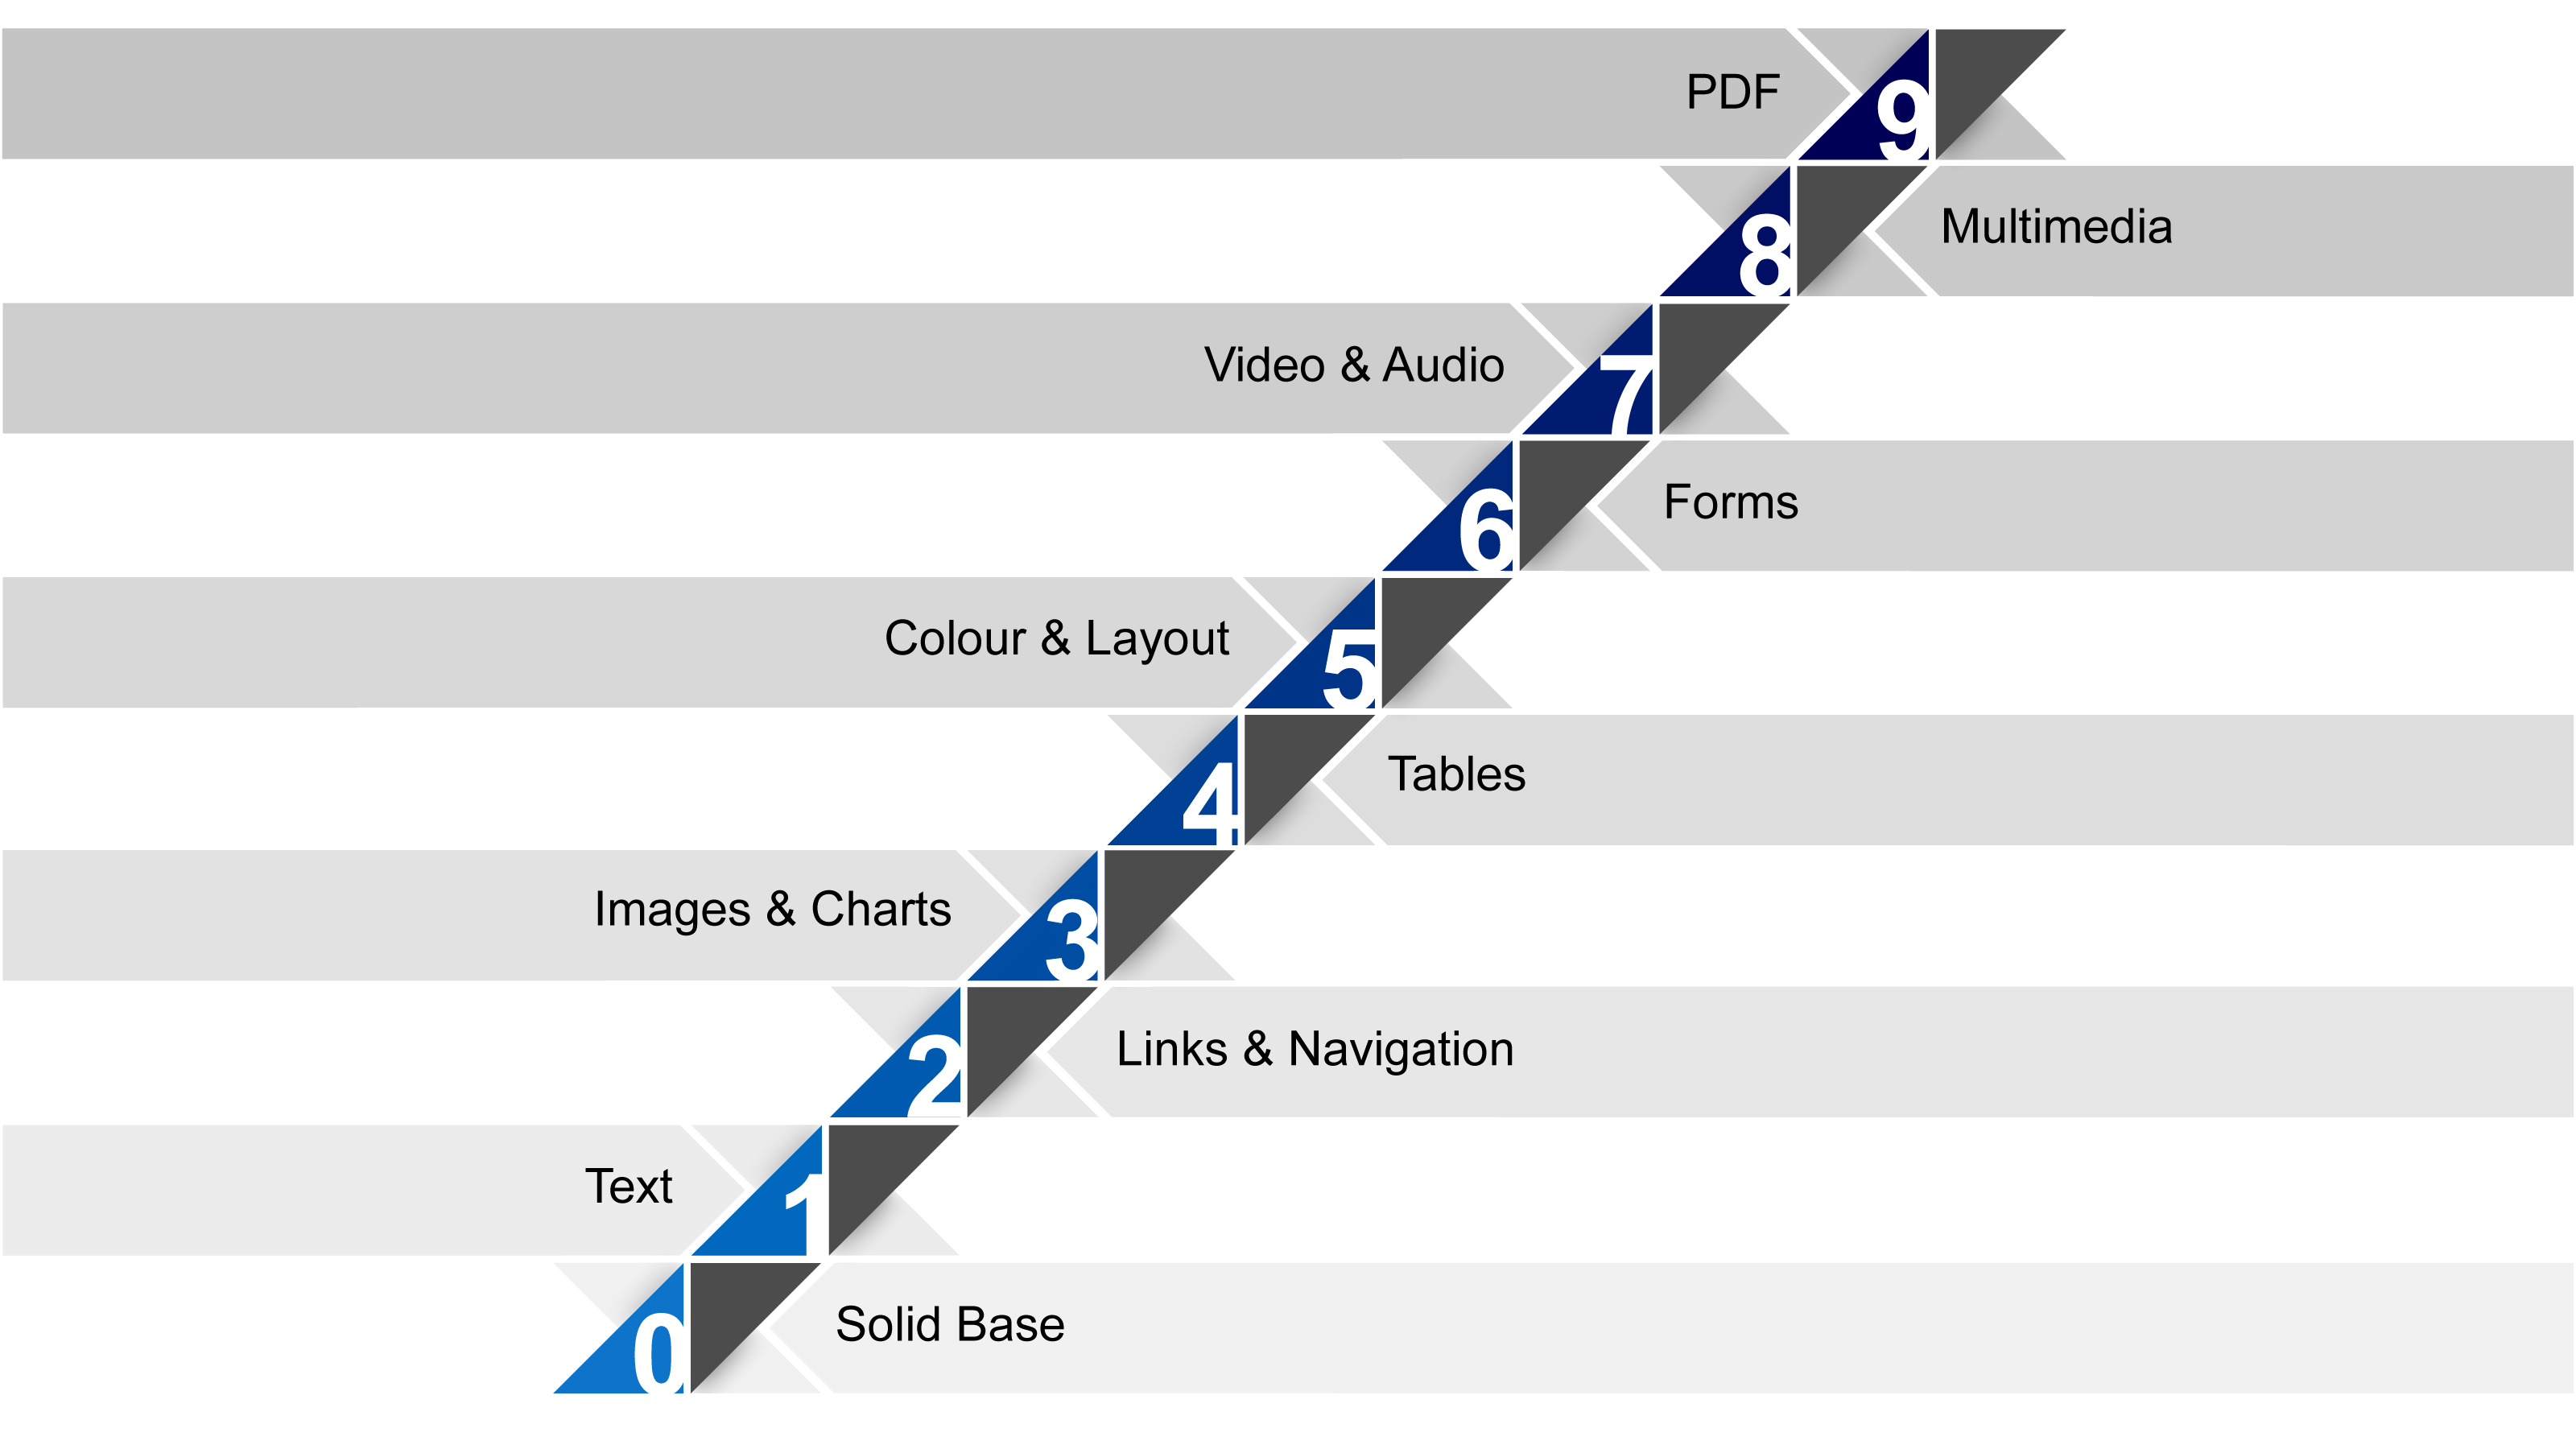 PDF
9
8
Multimedia
Video & Audio
7
6
Forms
Colour & Layout
5
4
Tables
Images & Charts
3
2
Links & Navigation
Text
1
0
Solid Base